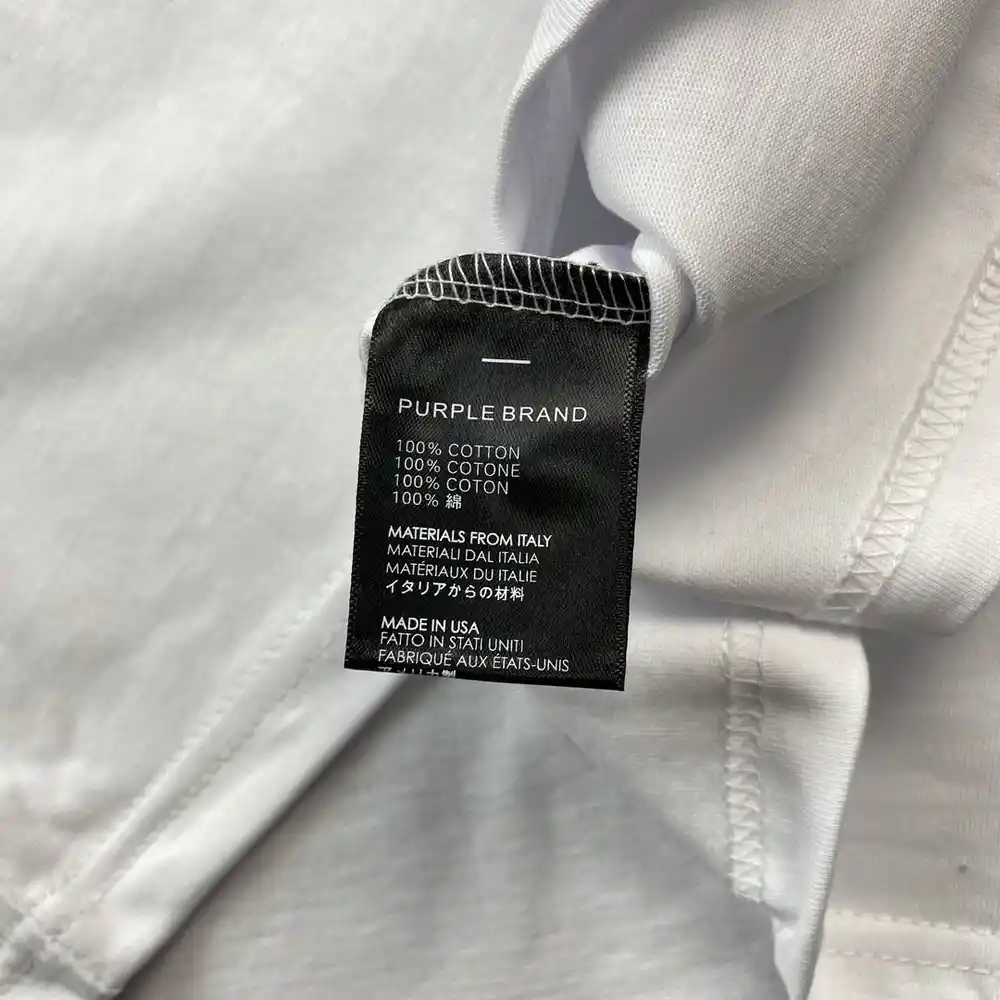 PURPLE BRAND
100% COTTON
100% COTONE
100% COTON
100% 綿
MATERIALS FROM ITALY
MATERIALI DAL ITALIA
MATÉRIAUX DU ITALIE
イタリアからの材料
MADE IN USA
FATTO IN STATI UNITI
FABRIQUÉ AUX ÉTATS-UNIS